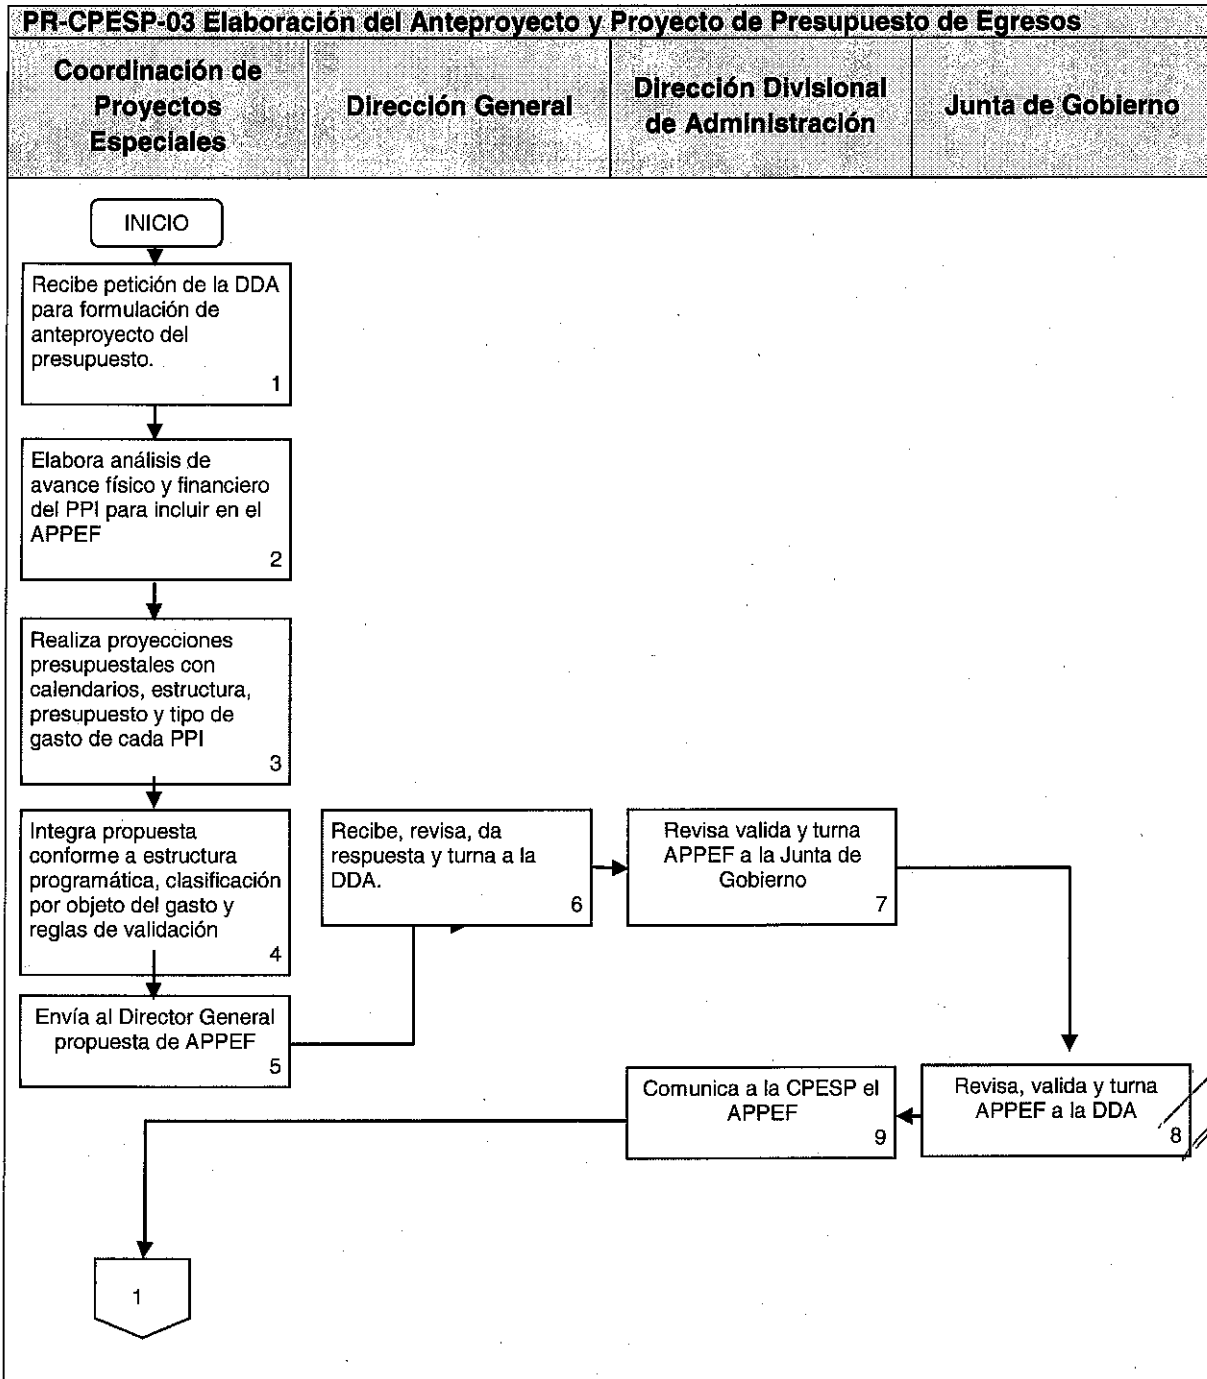 PR-CPESP-03 Elaboración del Anteproyecto y Proyecto de Presupuesto de Egresos
Coordinación de
Proyectos
Especiales
Dirección General
Dirección Divisional
de Administración
Junta de Gobierno
INICIO
Recibe petición de la DDA
para formulación de
anteproyecto del
presupuesto.
1
Elabora análisis de
avance físico y financiero
del PPI para incluir en el
APPEF
2
Realiza proyecciones
presupuestales con
calendarios, estructura,
presupuesto y tipo de
gasto de cada PPI
3
Integra propuesta
conforme a estructura
programática, clasificación
por objeto del gasto y
reglas de validación
4
Envía al Director General
propuesta de APPEF
5
Recibe, revisa, da
respuesta y turna a la
DDA.
6
Revisa valida y turna
APPEF a la Junta de
Gobierno
7
Revisa, valida y turna
APPEF a la DDA
8
Comunica a la CPESP el
APPEF
9
1